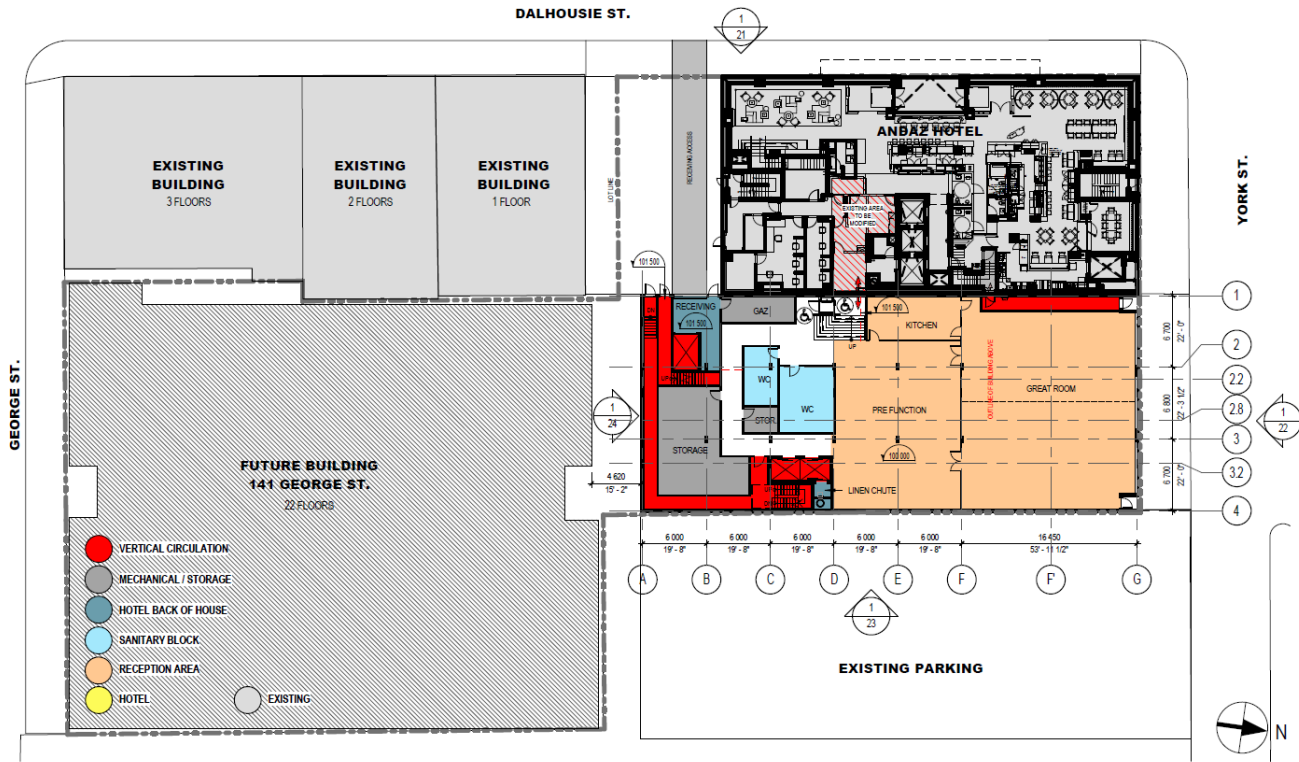 DALHOUSIE ST.
1
21
EXISTING
BUILDING
3 FLOORS
EXISTING
BUILDING
2 FLOORS
EXISTING
BUILDING
1 FLOOR
LOT LINE
RECEIVING ACCESS
ANDAZ HOTEL
EXISTING AREA
TO BE
MODIFIED
YORK ST.
GEORGE ST.
101 500
RECEIVING
101 500
GAZ
UP
101 500
KITCHEN
DN
UP
WC
WC
STOR.
STORAGE
PRE FUNCTION
100 000
OUTLINE OF BUILDING ABOVE
GREAT ROOM
LINEN CHUTE
1
24
4 620
15' - 2"
FUTURE BUILDING
141 GEORGE ST.
22 FLOORS
1
2
2.2
2.8
3
3.2
4
6 700
22' - 0"
6 800
22' - 3 1/2"
6 700
22' - 0"
1
22
6 000
19' - 8"
6 000
19' - 8"
6 000
19' - 8"
6 000
19' - 8"
6 000
19' - 8"
16 450
53' - 11 1/2"
A
B
C
D
E
F
F'
G
1
23
EXISTING PARKING
VERTICAL CIRCULATION
MECHANICAL / STORAGE
HOTEL BACK OF HOUSE
SANITARY BLOCK
RECEPTION AREA
HOTEL
EXISTING
N